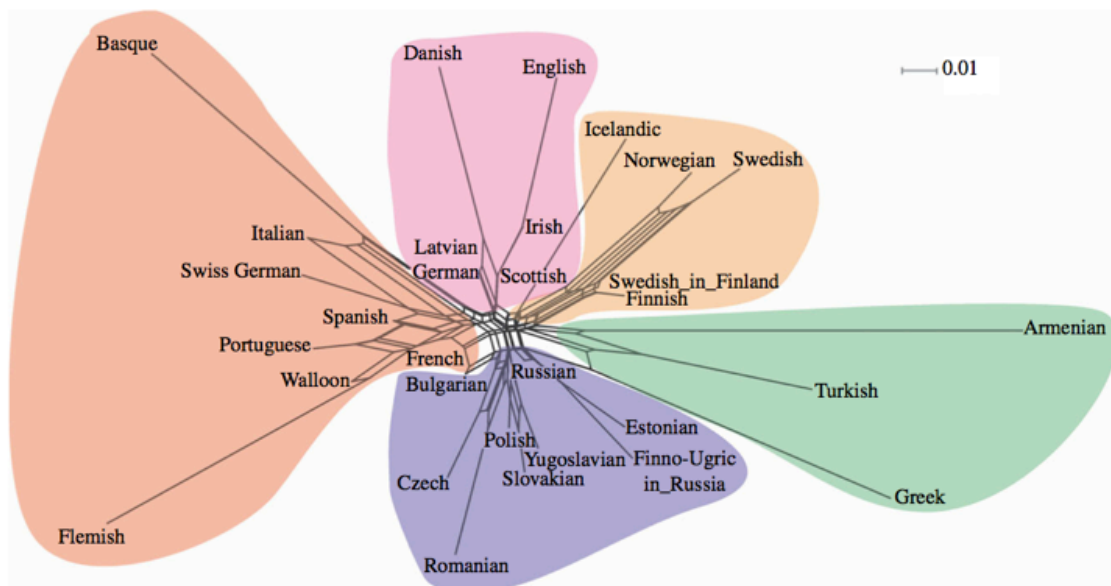 Basque
Danish
English
0.01
Icelandic
Norwegian
Swedish
Italian
Latvian
German
Irish
Scottish
Swiss German
Swedish_in_Finland
Finnish
Spanish
Portuguese
French
Armenian
Walloon
Bulgarian
Russian
Turkish
Estonian
Polish
Yugoslavian
Finno-Ugric
in_Russia
Czech
Slovakian
Greek
Flemish
Romanian